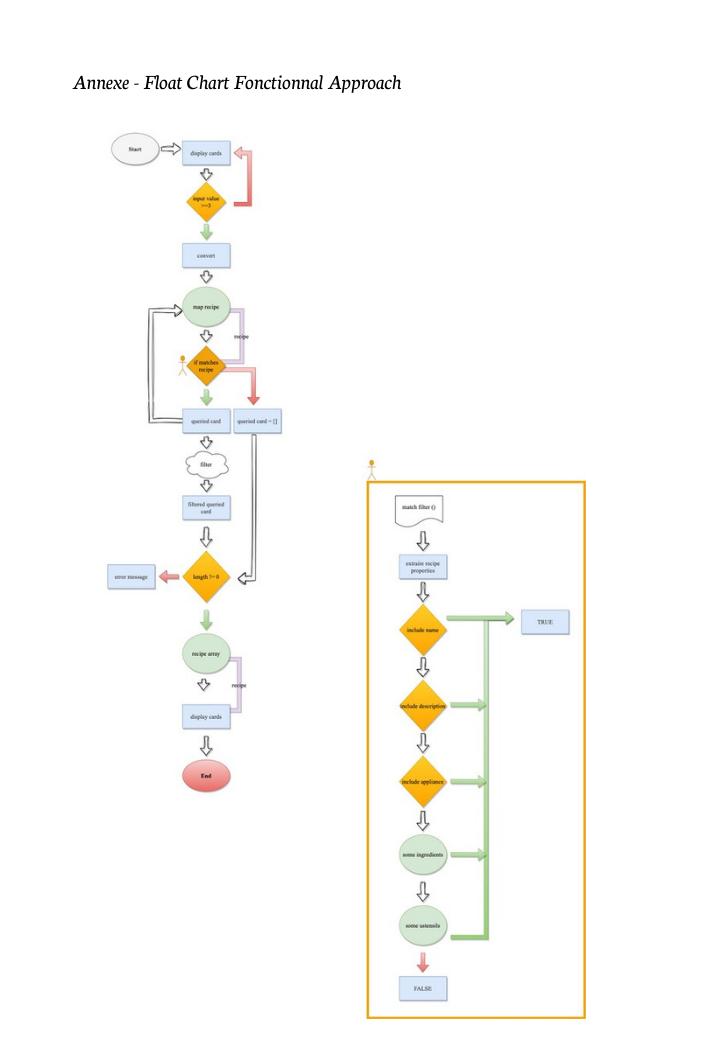 Annexe - Float Chart Fonctionnal Approach
Start
display cards
input value
>=3
convert
map recipe
recipe
if matches
recipe
queried card
queried card = []
filter
filtered queried
card
error message
length != 0
recipe array
recipe
display cards
End
match filter ()
extraire recipe
properties
include name
TRUE
include description
include appliance
some ingredients
some ustensils
FALSE